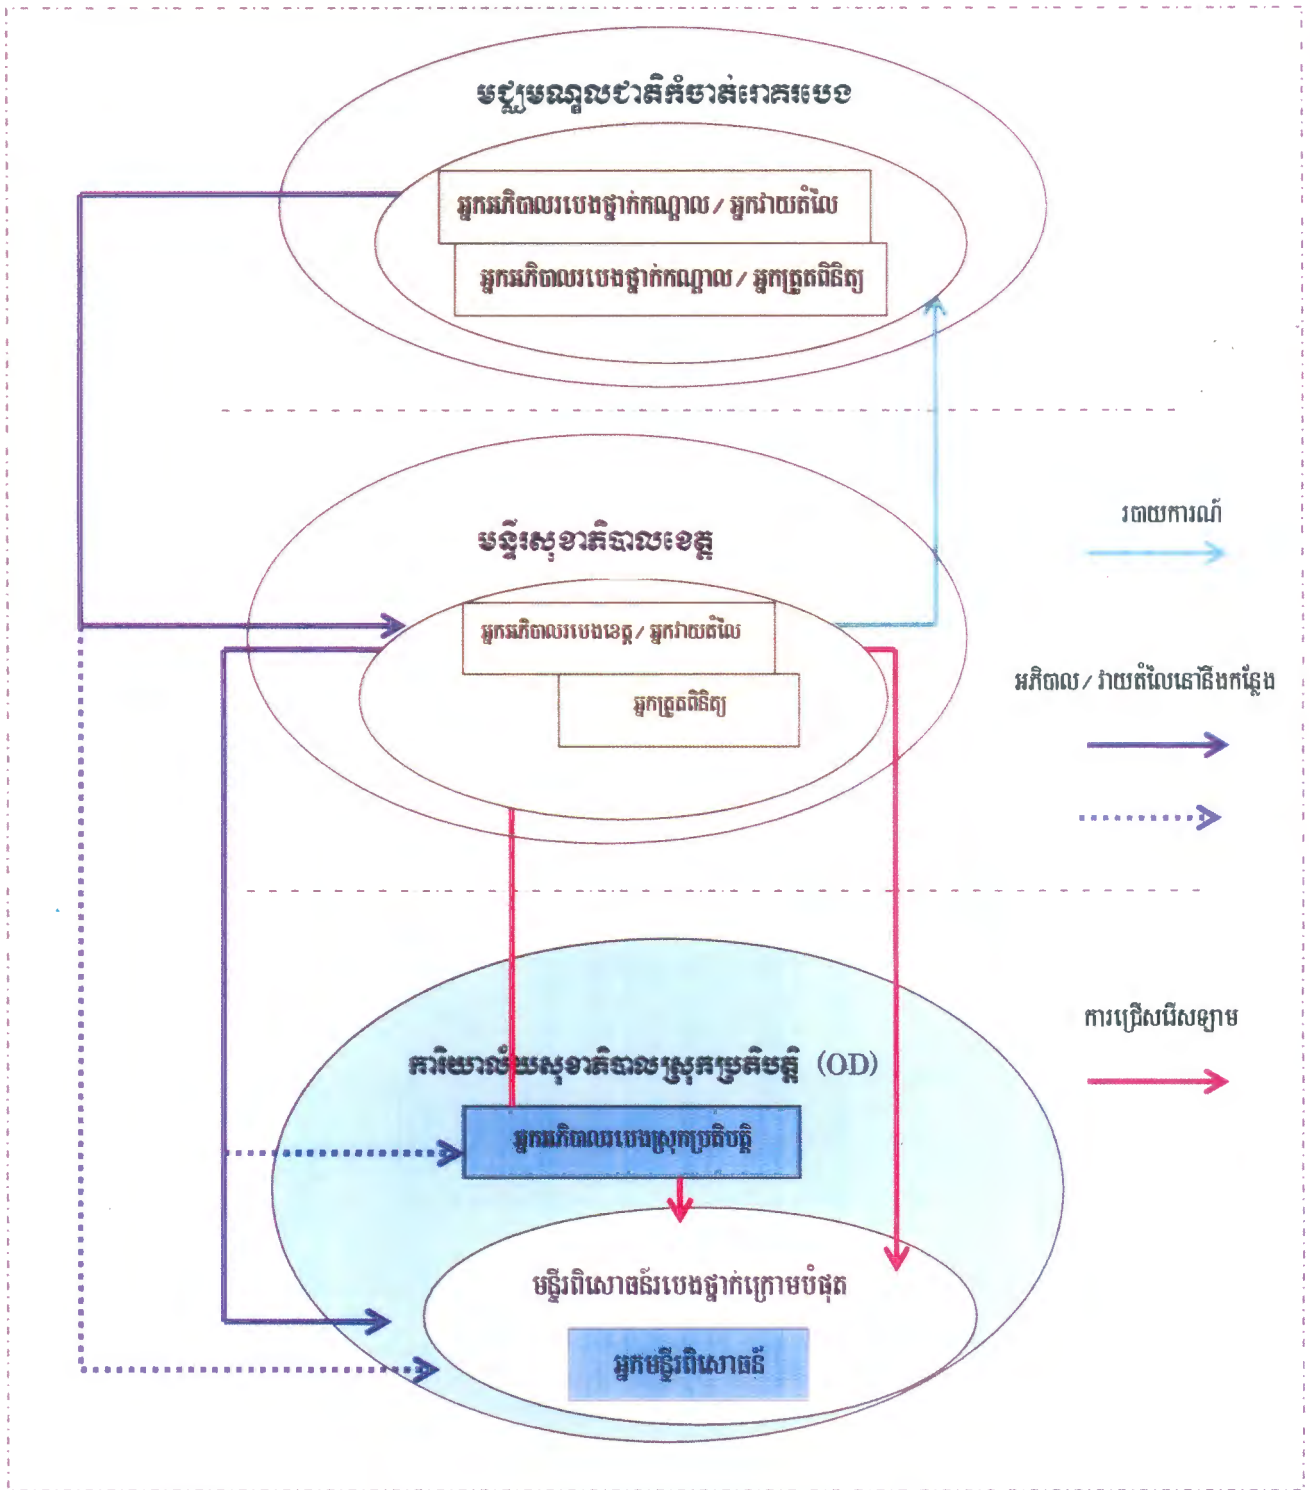 មជ្ឈមណ្ឌលជាតិកំចាត់រោគរបេង
អ្នកអភិបាលរបេងថ្នាក់កណ្តាល / អ្នកវាយតំលៃ
អ្នកអភិបាលរបេងថ្នាក់កណ្តាល / អ្នកត្រួតពិនិត្យ
របាយការណ៍
មន្ទីរសុខាភិបាលខេត្ត
អ្នកអភិបាលរបេងខេត្ត / អ្នកវាយតំលៃ
អ្នកត្រួតពិនិត្យ
អភិបាល / វាយតំលៃនៅនឹងកន្លែង
ការជ្រើសរើសឡាម
ការិយាល័យសុខាភិបាលស្រុកប្រតិបត្តិ (OD)
អ្នកអភិបាលរបេងស្រុកប្រតិបត្តិ
មន្ទីរពិសោធន៍របេងថ្នាក់ក្រោមបំផុត
អ្នកមន្ទីរពិសោធន៍